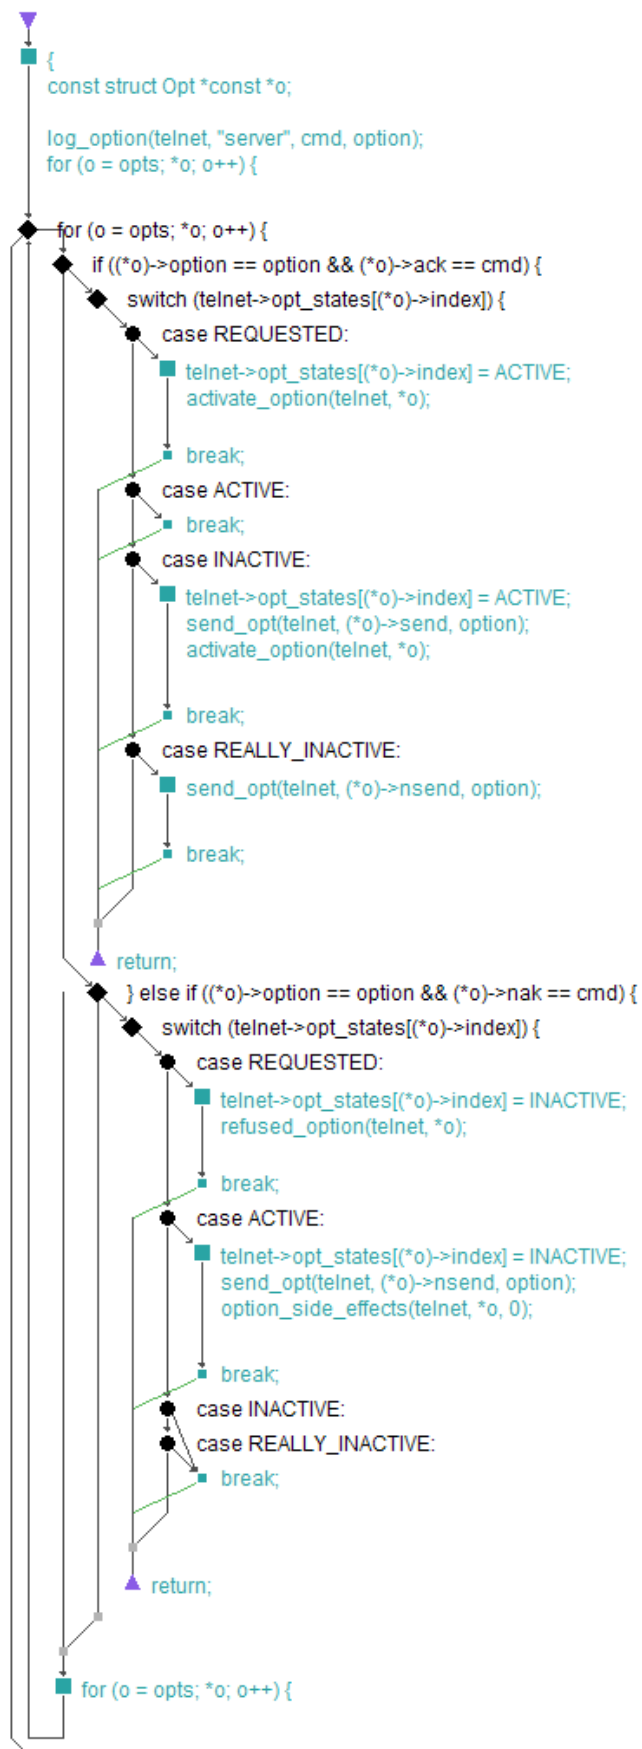 {
const struct Opt *const *o;
log_option(telnet, "server", cmd, option);
for (o = opts; *o; o++) {
for (o = opts; *o; o++) {
if ((*o)->option == option && (*o)->ack == cmd) {
switch (telnet->opt_states[(*o)->index]) {
case REQUESTED:
telnet->opt_states[(*o)->index] = ACTIVE;
activate_option(telnet, *o);
break;
case ACTIVE:
break;
case INACTIVE:
telnet->opt_states[(*o)->index] = ACTIVE;
send_opt(telnet, (*o)->send, option);
activate_option(telnet, *o);
break;
case REALLY_INACTIVE:
send_opt(telnet, (*o)->nsend, option);
break;
return;
} else if ((*o)->option == option && (*o)->nak == cmd) {
switch (telnet->opt_states[(*o)->index]) {
case REQUESTED:
telnet->opt_states[(*o)->index] = INACTIVE;
refused_option(telnet, *o);
break;
case ACTIVE:
telnet->opt_states[(*o)->index] = INACTIVE;
send_opt(telnet, (*o)->nsend, option);
option_side_effects(telnet, *o, 0);
break;
case INACTIVE:
case REALLY_INACTIVE:
break;
return;
for (o = opts; *o; o++) {